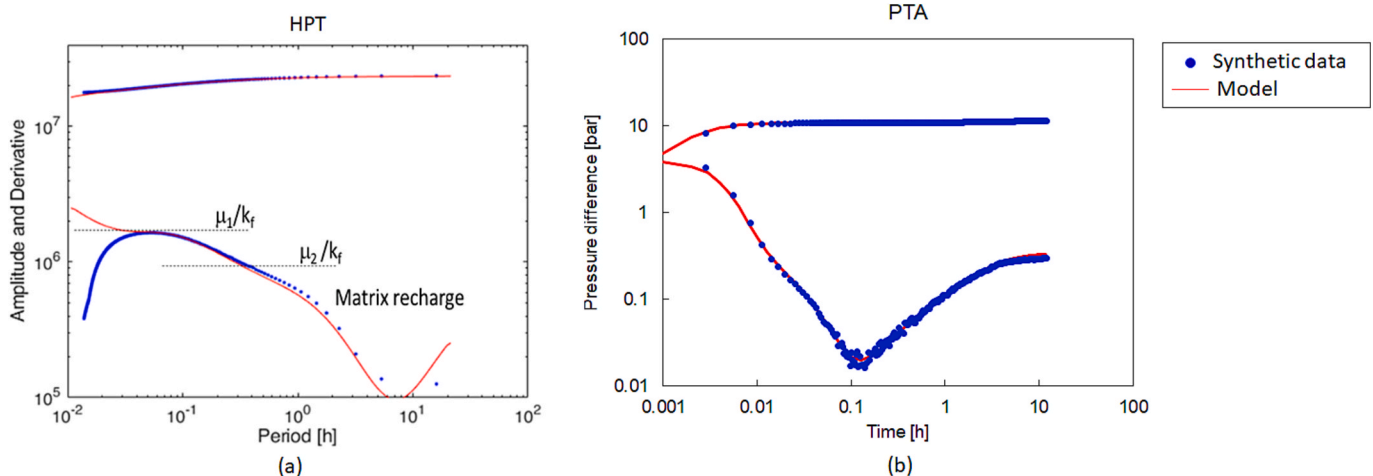 HPT
Amplitude and Derivative
10^7
10^6
10^5
μ₁/k_f
μ₂/k_f
Matrix recharge
10^-2
10^-1
10^0
10^1
10^2
Period [h]
(a)
PTA
Pressure difference [bar]
100
10
1
0.1
0.01
0.001
0.01
0.1
1
10
100
Time [h]
(b)
Synthetic data
Model